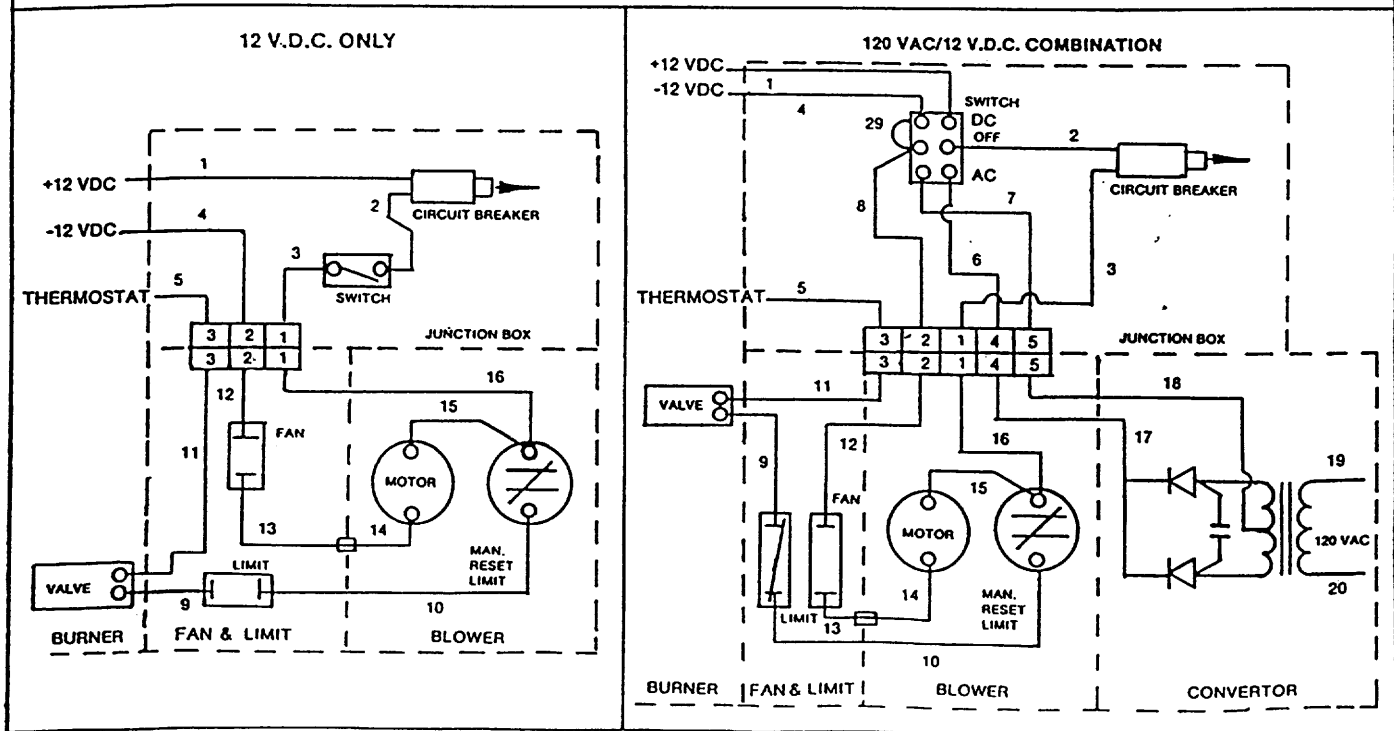 12 V.D.C. ONLY
1
+12 VDC
2
CIRCUIT BREAKER
4
-12 VDC
3
5
SWITCH
THERMOSTAT
3 2 1
JUNCTION BOX
3 2 1
16
12
15
FAN
11
MOTOR
13
14
MAN.
RESET
LIMIT
LIMIT
VALVE
9
10
BURNER
FAN & LIMIT
BLOWER
120 VAC/12 V.D.C. COMBINATION
+12 VDC
1
-12 VDC
4
SWITCH
DC
29
OFF
2
AC
CIRCUIT BREAKER
8
7
6
3
5
THERMOSTAT
3 2 1 4 5
JUNCTION BOX
3 2 1 4 5
11
18
VALVE
12
16
17
9
15
19
FAN
MOTOR
120 VAC
14
20
MAN.
RESET
LIMIT
LIMIT
13
10
BURNER
FAN & LIMIT
BLOWER
CONVERTOR